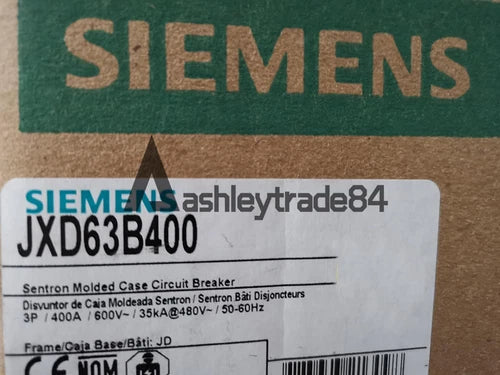 SIEMENS
SIEMENS
ashleytrade84
JXD63B400
Sentron Molded Case Circuit Breaker
Disyuntor de Caja Moldeada Sentron / Sentron Bâti Disjoncteurs
3P / 400A / 600V~ / 35kA@480V~ / 50-60Hz
Frame/Caja Base/Bâti: JD
CE NOM